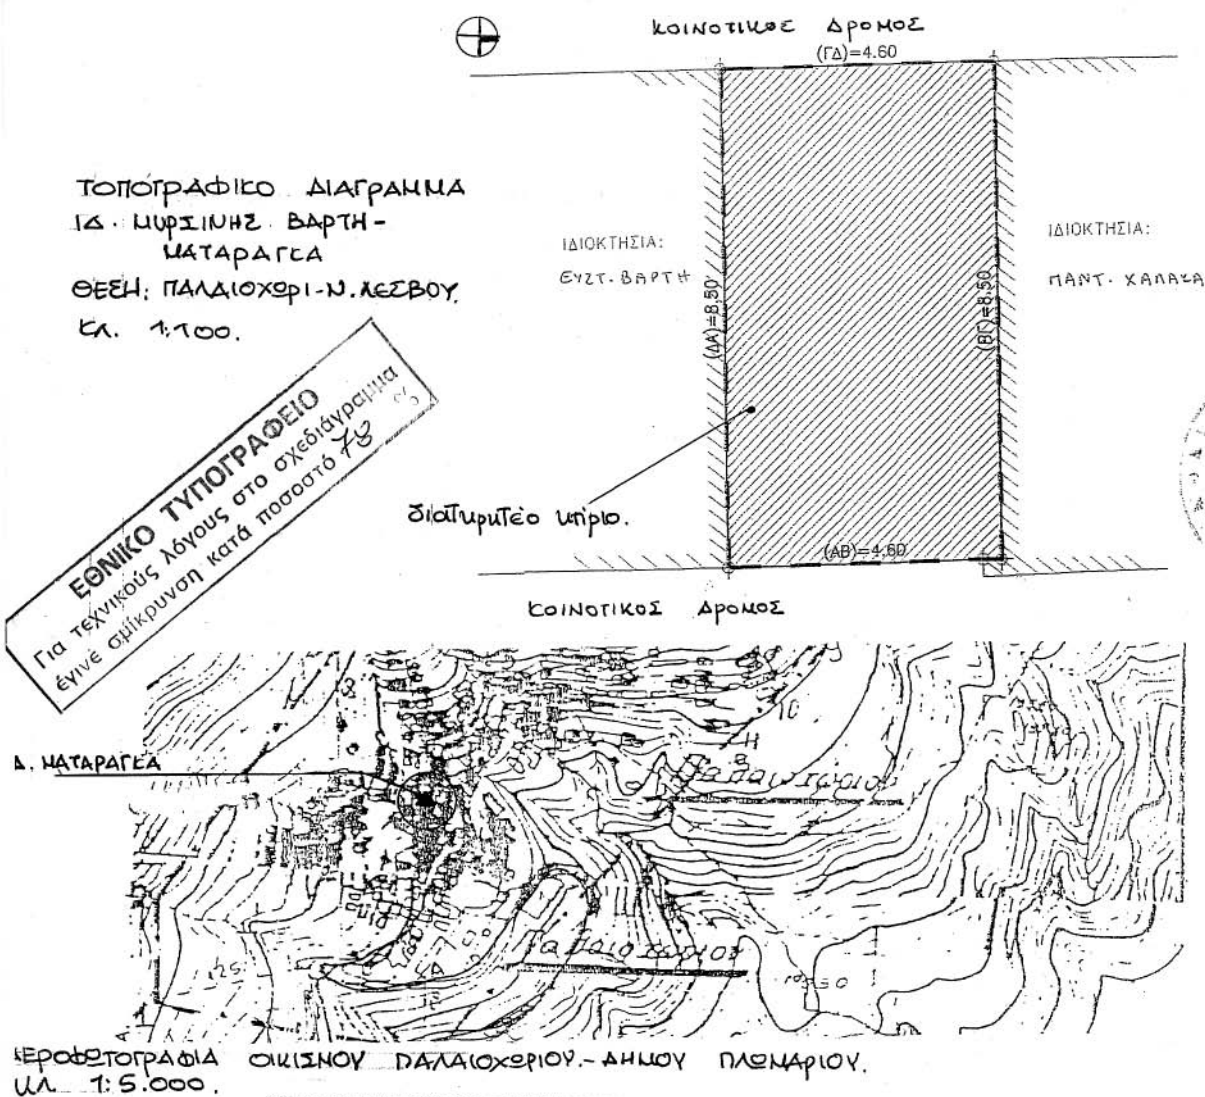 ΚΟΙΝΟΤΙΚΟΣ ΔΡΟΜΟΣ
(ΓΔ)=4.60
ΤΟΠΟΓΡΑΦΙΚΟ ΔΙΑΓΡΑΜΜΑ
ΙΔ. ΜΥΡΣΙΝΗΣ ΒΑΡΤΗ-
ΜΑΤΑΡΑΓΚΑ
ΘΕΣΗ: ΠΑΛΑΙΟΧΩΡΙ-Ν.ΛΕΣΒΟΥ.
ΚΛ. 1:100.
ΙΔΙΟΚΤΗΣΙΑ:
ΕΥΣΤ. ΒΑΡΤΗ
(ΔΑ)=8,50
(ΒΓ)=8,50
ΙΔΙΟΚΤΗΣΙΑ:
ΠΑΝΤ.
ΕΘΝΙΚΟ ΤΥΠΟΓΡΑΦΕΙΟ
Για τεχνικούς λόγους στο σχεδιάγραμμα
έγινε σμίκρυνση κατά ποσοστό 78 %
διατηρητέο κτίριο.
(ΑΒ)=4,60
ΚΟΙΝΟΤΙΚΟΣ ΔΡΟΜΟΣ
Δ. ΜΑΤΑΡΑΓΚΑ
ΑΕΡΟΦΩΤΟΓΡΑΦΙΑ ΟΙΚΙΣΜΟΥ ΠΑΛΑΙΟΧΩΡΙΟΥ.-ΔΗΜΟΥ ΠΛΩΜΑΡΙΟΥ.
ΚΛ 1:5.000.